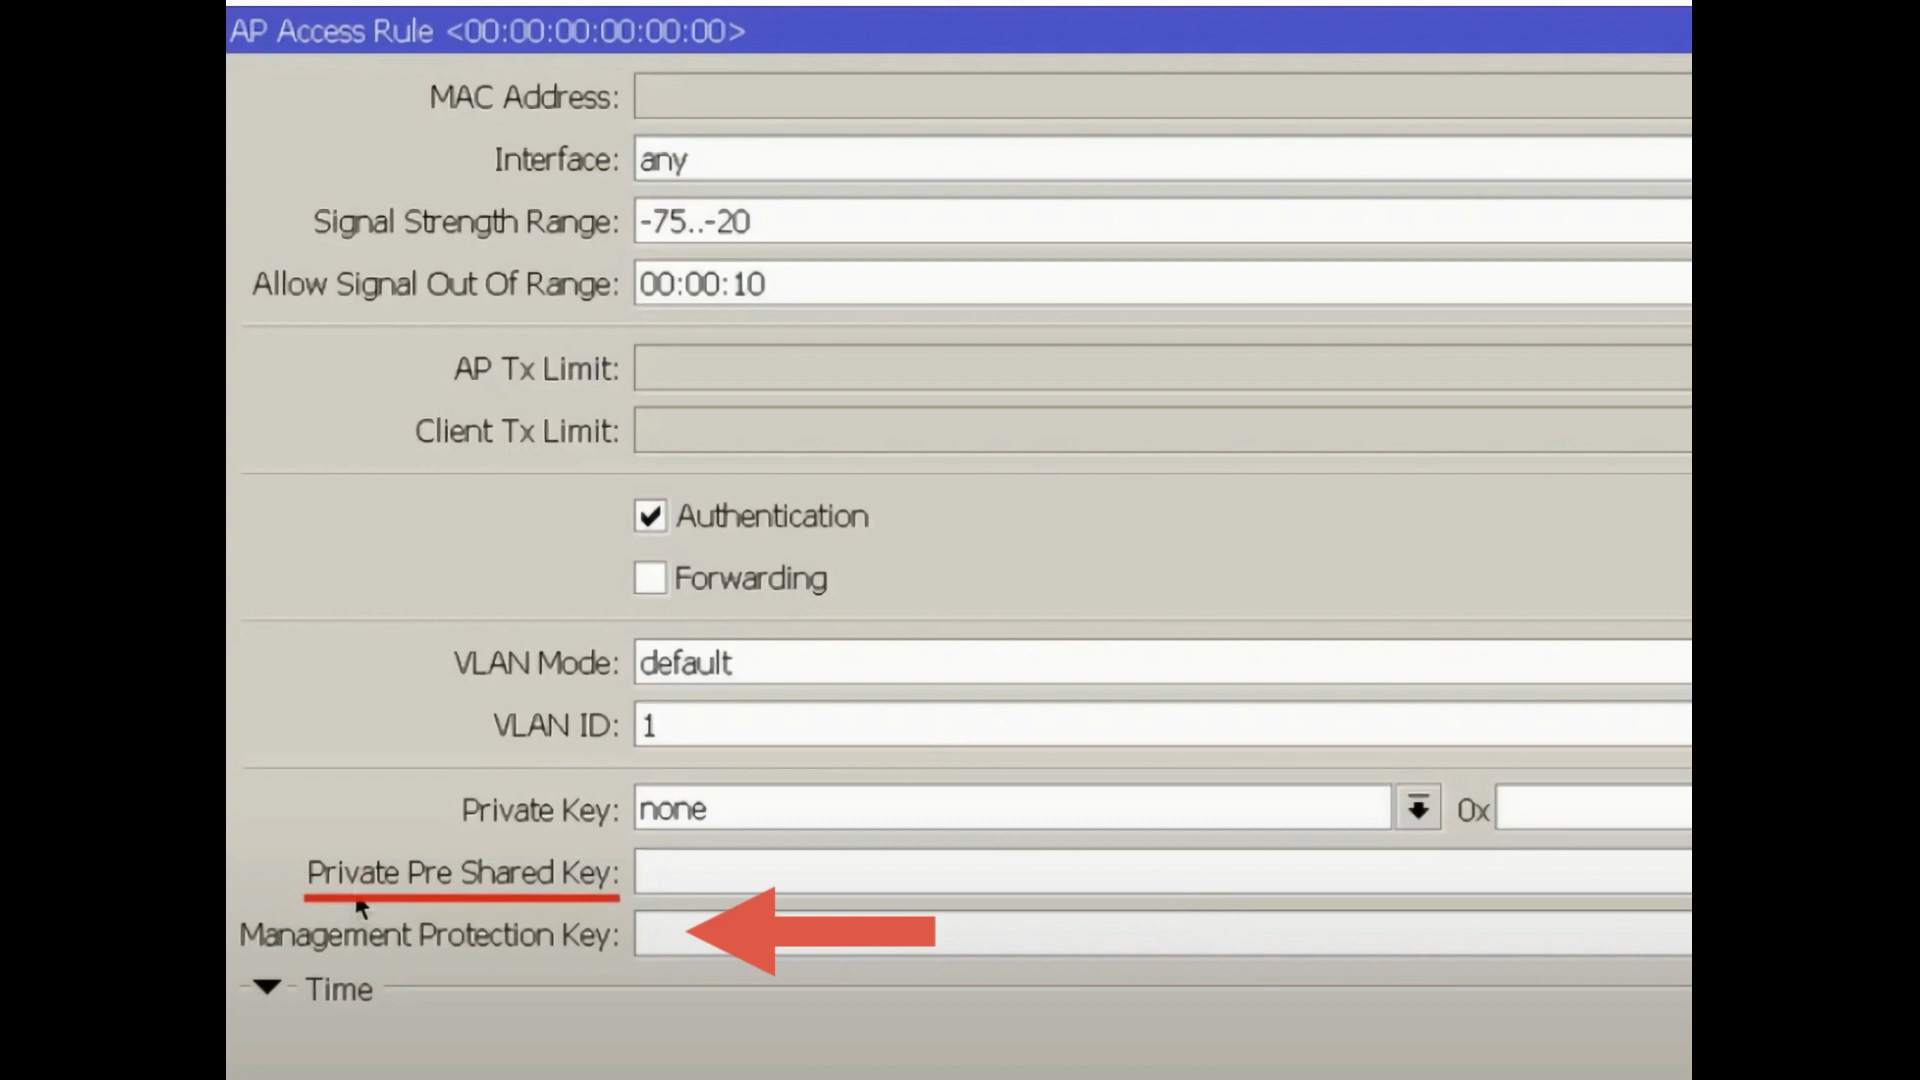 AP Access Rule <00:00:00:00:00:00>
MAC Address:
Interface: any
Signal Strength Range: -75..-20
Allow Signal Out Of Range: 00:00:10
AP Tx Limit:
Client Tx Limit:
Authentication
Forwarding
VLAN Mode: default
VLAN ID: 1
Private Key: none 0x
Private Pre Shared Key:
Management Protection Key:
Time